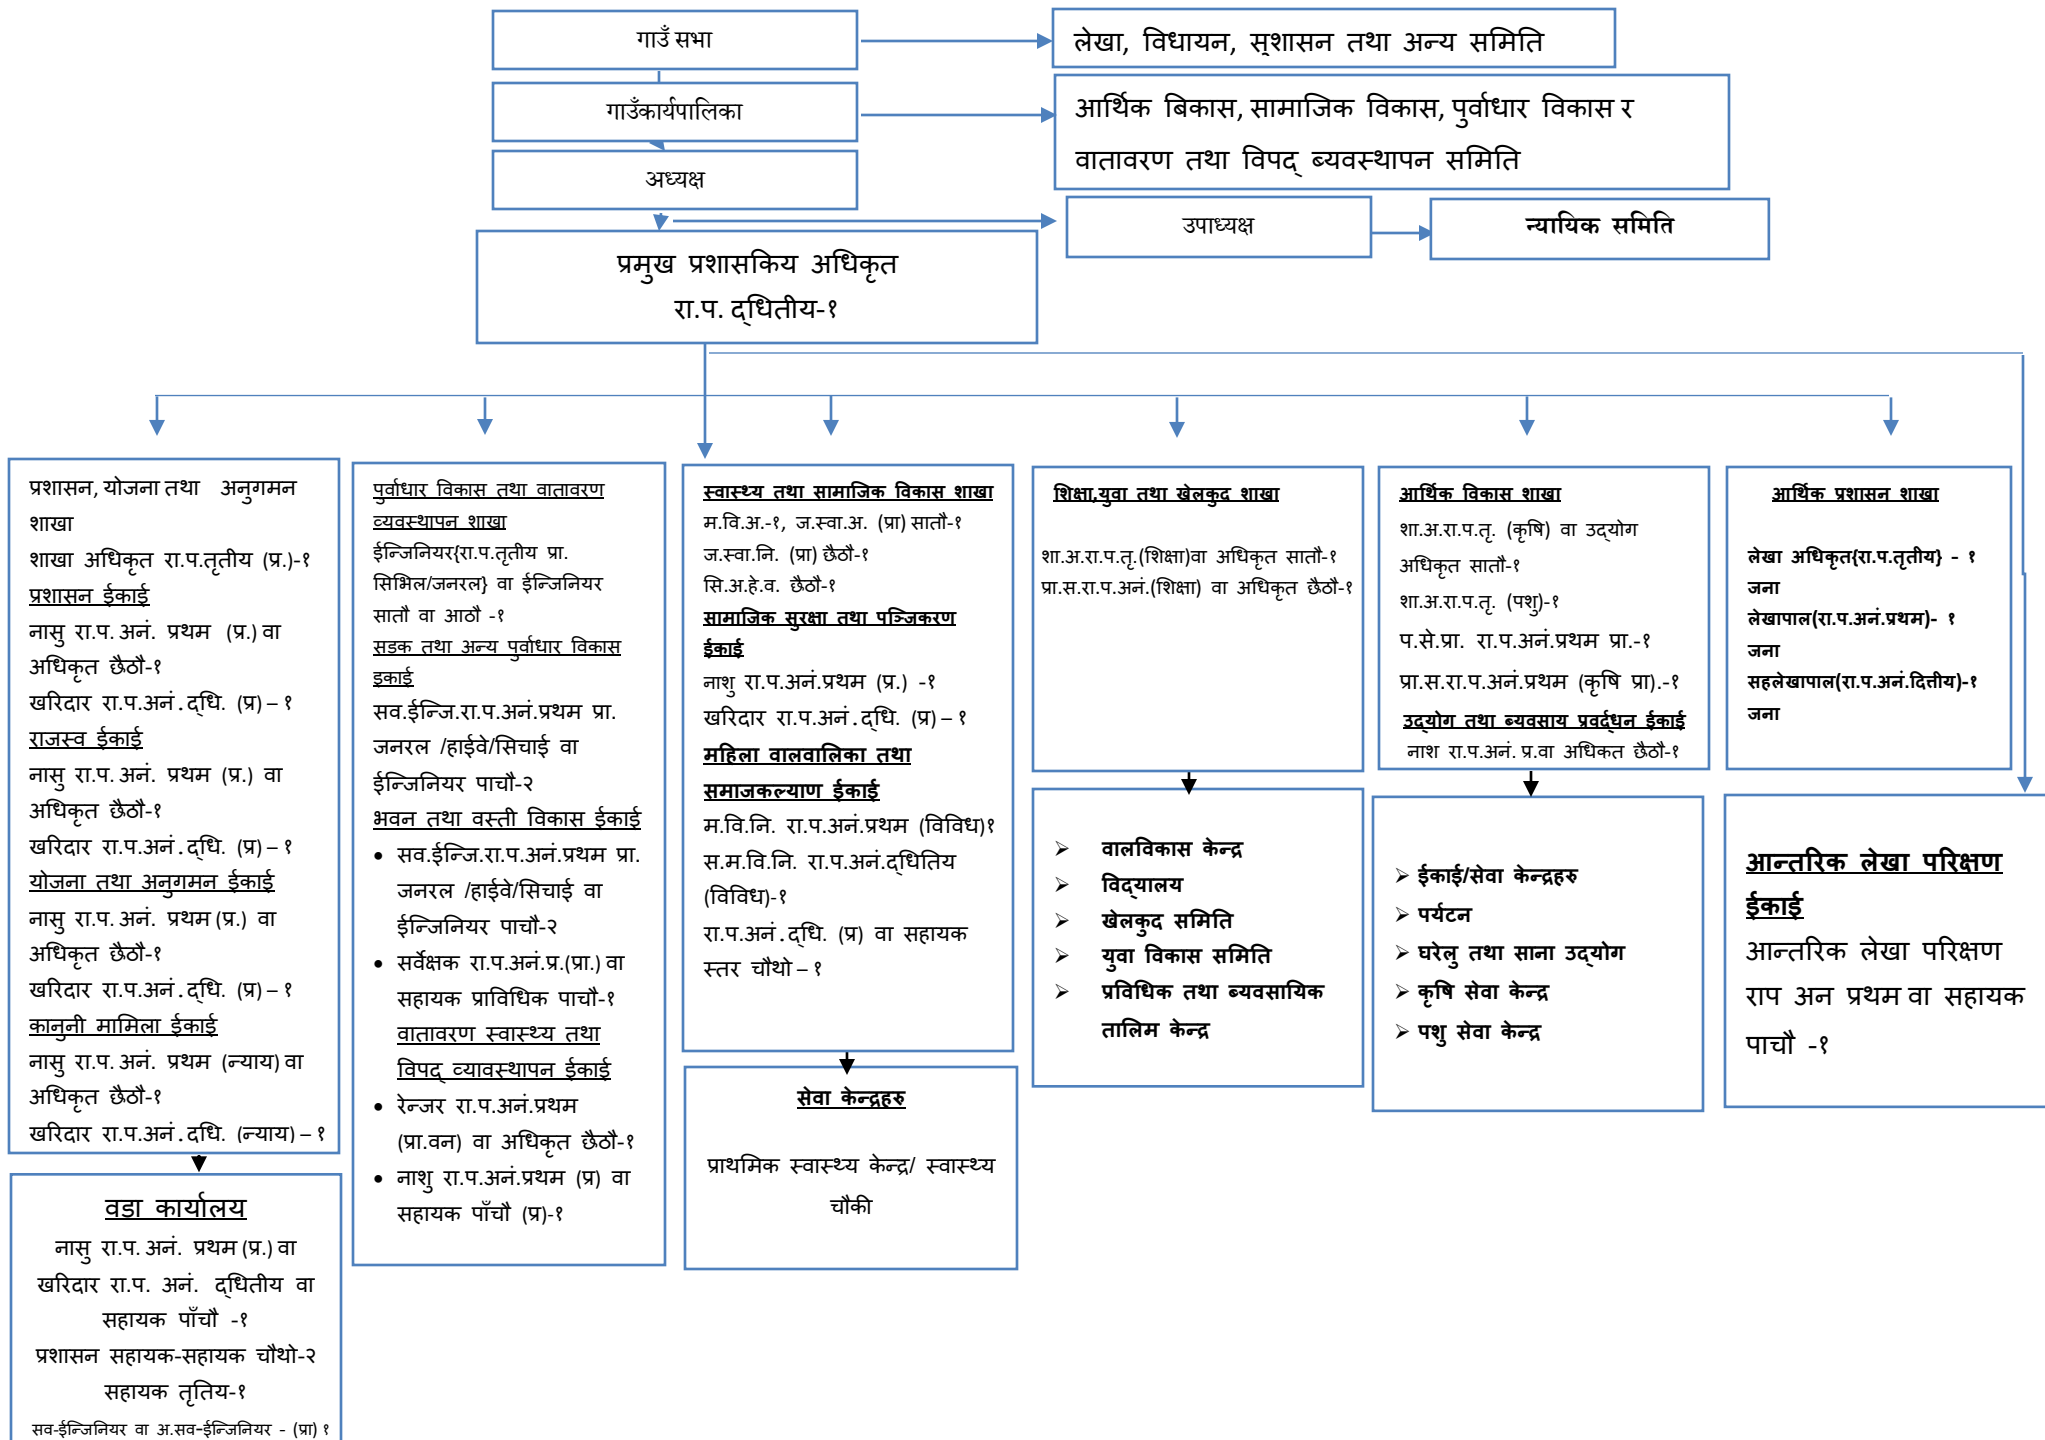 गाउँ सभा
लेखा, विधायन, सुशासन तथा अन्य समिति
गाउँकार्यपालिका
आर्थिक बिकास, सामाजिक विकास, पुर्वाधार विकास र
वातावरण तथा विपद् ब्यवस्थापन समिति
अध्यक्ष
उपाध्यक्ष
न्यायिक समिति
प्रमुख प्रशासकिय अधिकृत
रा.प. द्धितीय-१
प्रशासन, योजना तथा अनुगमन
शाखा
शाखा अधिकृत रा.प.तृतीय (प्र.)-१
प्रशासन ईकाई
नासु रा.प. अनं. प्रथम (प्र.) वा
अधिकृत छैठौ-१
खरिदार रा.प.अनं.द्धि. (प्र) – १
राजस्व ईकाई
नासु रा.प. अनं. प्रथम (प्र.) वा
अधिकृत छैठौ-१
खरिदार रा.प.अनं.द्धि. (प्र) – १
योजना तथा अनुगमन ईकाई
नासु रा.प. अनं. प्रथम (प्र.) वा
अधिकृत छैठौ-१
खरिदार रा.प.अनं.द्धि. (प्र) – १
कानुनी मामिला ईकाई
नासु रा.प. अनं. प्रथम (न्याय) वा
अधिकृत छैठौ-१
खरिदार रा.प.अनं.द्धि. (न्याय) – १
वडा कार्यालय
नासु रा.प. अनं. प्रथम (प्र.) वा
खरिदार रा.प. अनं. द्धितीय वा
सहायक पाँचौ -१
प्रशासन सहायक-सहायक चौथो-२
सहायक तृतिय-१
सव-ईन्जिनियर वा अ.सव-ईन्जिनियर - (प्रा) १
पुर्वाधार विकास तथा वातावरण
व्यवस्थापन शाखा
ईन्जिनियर{रा.प.तृतीय प्रा.
सिभिल/जनरल} वा ईन्जिनियर
सातौ वा आठौ -१
सडक तथा अन्य पुर्वाधार विकास
इकाई
सव.ईन्जि.रा.प.अनं.प्रथम प्रा.
जनरल /हाईवे/सिचाई वा
ईन्जिनियर पाचौ-२
भवन तथा वस्ती विकास ईकाई
• सव.ईन्जि.रा.प.अनं.प्रथम प्रा.
जनरल /हाईवे/सिचाई वा
ईन्जिनियर पाचौ-२
• सर्वेक्षक रा.प.अनं.प्र.(प्रा.) वा
सहायक प्राविधिक पाचौ-१
वातावरण स्वास्थ्य तथा
विपद् व्यावस्थापन ईकाई
• रेन्जर रा.प.अनं.प्रथम
(प्रा.वन) वा अधिकृत छैठौ-१
• नाशु रा.प.अनं.प्रथम (प्र) वा
सहायक पाँचौ (प्र)-१
स्वास्थ्य तथा सामाजिक विकास शाखा
म.वि.अ.-१, ज.स्वा.अ. (प्रा) सातौ-१
ज.स्वा.नि. (प्रा) छैठौ-१
सि.अ.हे.व. छैठौ-१
सामाजिक सुरक्षा तथा पञ्जिकरण
ईकाई
नाशु रा.प.अनं.प्रथम (प्र.) -१
खरिदार रा.प.अनं.द्धि. (प्र) – १
महिला वालवालिका तथा
समाजकल्याण ईकाई
म.वि.नि. रा.प.अनं.प्रथम (विविध)१
स.म.वि.नि. रा.प.अनं.द्धितिय
(विविध)-१
रा.प.अनं.द्धि. (प्र) वा सहायक
स्तर चौथो – १
सेवा केन्द्रहरु
प्राथमिक स्वास्थ्य केन्द्र/ स्वास्थ्य
चौकी
शिक्षा,युवा तथा खेलकुद शाखा
शा.अ.रा.प.तृ.(शिक्षा)वा अधिकृत सातौ-१
प्रा.स.रा.प.अनं.(शिक्षा) वा अधिकृत छैठौ-१
➢ वालविकास केन्द्र
➢ विद्यालय
➢ खेलकुद समिति
➢ युवा विकास समिति
➢ प्रविधिक तथा ब्यवसायिक
तालिम केन्द्र
आर्थिक विकास शाखा
शा.अ.रा.प.तृ. (कृषि) वा उद्योग
अधिकृत सातौ-१
शा.अ.रा.प.तृ. (पशु)-१
प.से.प्रा. रा.प.अनं.प्रथम प्रा.-१
प्रा.स.रा.प.अनं.प्रथम (कृषि प्रा).-१
उद्योग तथा ब्यवसाय प्रवर्द्धन ईकाई
नाश रा.प.अनं. प्र.वा अधिकत छैठौ-१
➢ ईकाई/सेवा केन्द्रहरु
➢ पर्यटन
➢ घरेलु तथा साना उद्योग
➢ कृषि सेवा केन्द्र
➢ पशु सेवा केन्द्र
आर्थिक प्रशासन शाखा
लेखा अधिकृत{रा.प.तृतीय} – १
जना
लेखापाल(रा.प.अनं.प्रथम)- १
जना
सहलेखापाल(रा.प.अनं.दित्तीय)-१
जना
आन्तरिक लेखा परिक्षण
ईकाई
आन्तरिक लेखा परिक्षण
राप अन प्रथम वा सहायक
पाचौ -१